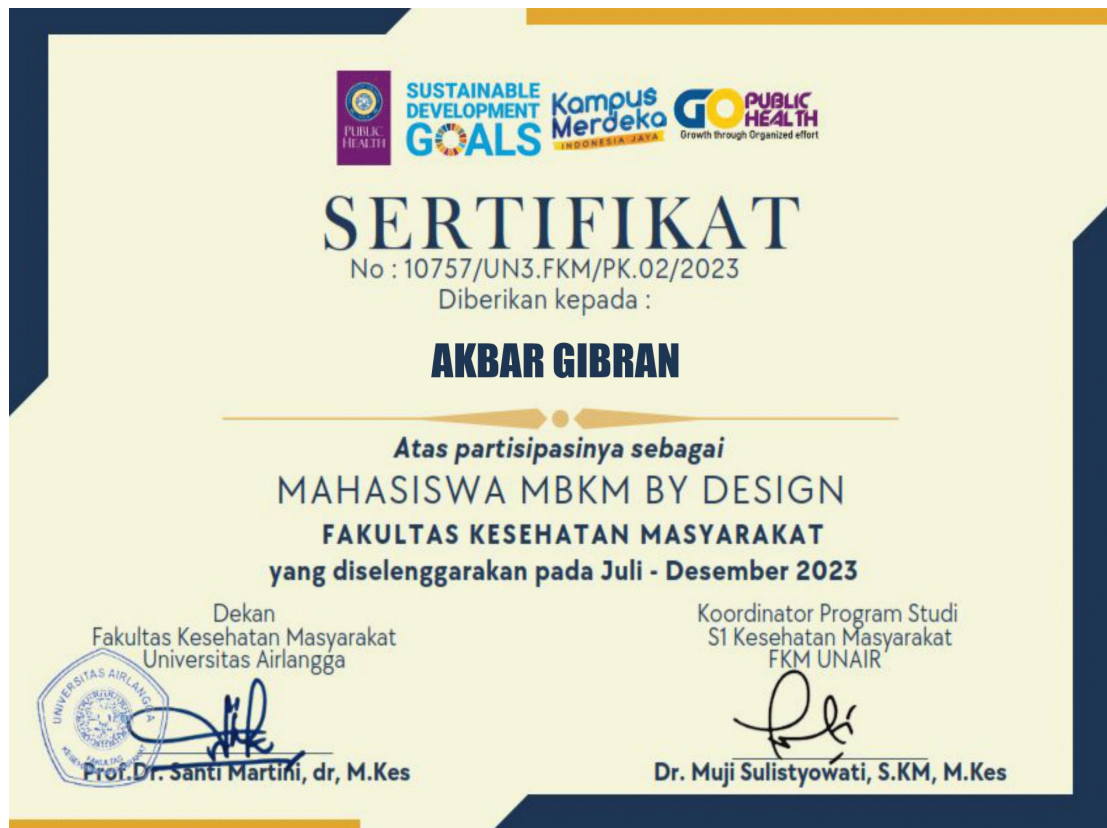 PUBLIC
HEALTH
SUSTAINABLE
DEVELOPMENT
GOALS
Kampus
Merdeka
INDONESIA JAYA
GO PUBLIC
HEALTH
Growth through Organized effort
SERTIFIKAT
No : 10757/UN3.FKM/PK.02/2023
Diberikan kepada :
AKBAR GIBRAN
Atas partisipasinya sebagai
MAHASISWA MBKM BY DESIGN
FAKULTAS KESEHATAN MASYARAKAT
yang diselenggarakan pada Juli - Desember 2023
Dekan
Fakultas Kesehatan Masyarakat
Universitas Airlangga
UNIVERSITAS AIRLANGGA
FAKULTAS
Prof.Dr. Santi Martini, dr, M.Kes
Koordinator Program Studi
S1 Kesehatan Masyarakat
FKM UNAIR
Dr. Muji Sulistyowati, S.KM, M.Kes